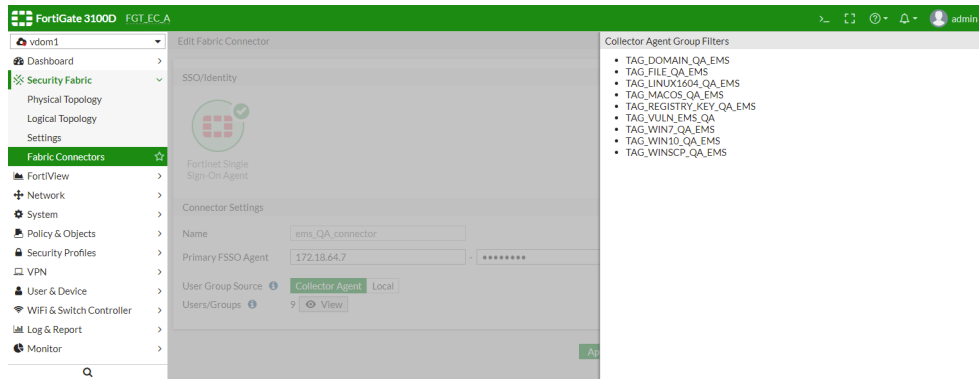 FortiGate 3100D FGT_EC_A
>_ admin
vdom1
Dashboard
Security Fabric
Physical Topology
Logical Topology
Settings
Fabric Connectors
FortiView
Network
System
Policy & Objects
Security Profiles
VPN
User & Device
WiFi & Switch Controller
Log & Report
Monitor
Edit Fabric Connector
SSO/Identity
Fortinet Single
Sign-On Agent
Connector Settings
Name ems_QA_connector
Primary FSSO Agent 172.18.64.7 - ••••••••
User Group Source Collector Agent Local
Users/Groups 9 View
Ap
Collector Agent Group Filters
• TAG_DOMAIN_QA_EMS
• TAG_FILE_QA_EMS
• TAG_LINUX1604_QA_EMS
• TAG_MACOS_QA_EMS
• TAG_REGISTRY_KEY_QA_EMS
• TAG_VULN_EMS_QA
• TAG_WIN7_QA_EMS
• TAG_WIN10_QA_EMS
• TAG_WINSCP_QA_EMS